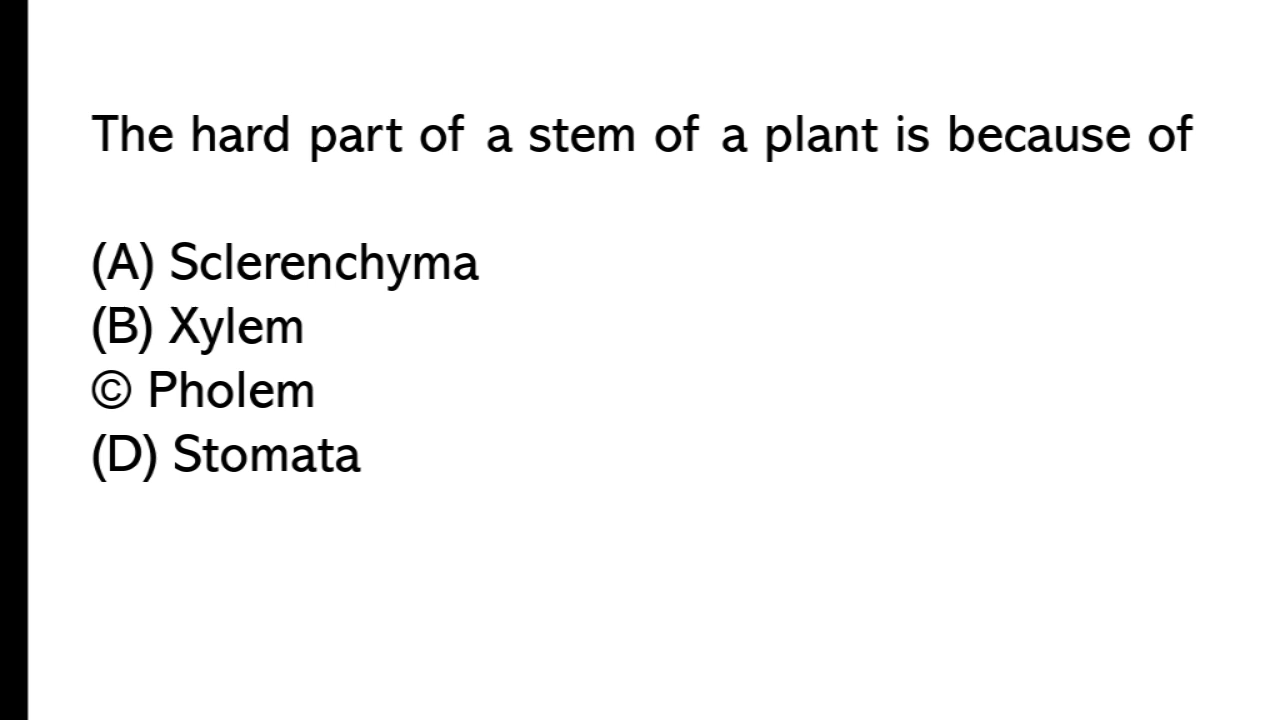 The hard part of a stem of a plant is because of
(A) Sclerenchyma
(B) Xylem
© Pholem
(D) Stomata